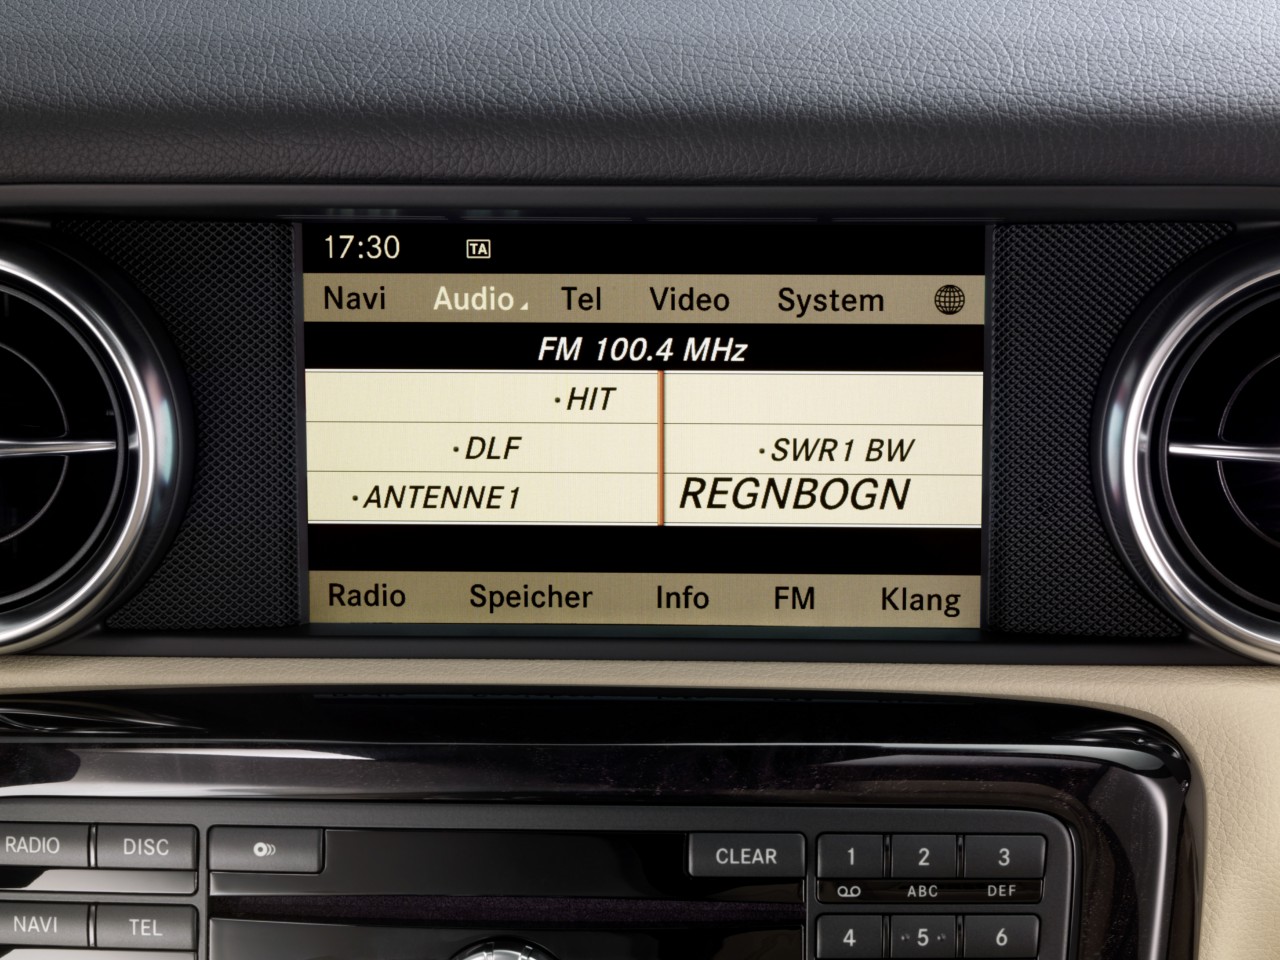 17:30 TA
Navi Audio Tel Video System
FM 100.4 MHz
·HIT
·DLF ·SWR1 BW
·ANTENNE1 REGNBOGN
Radio Speicher Info FM Klang
RADIO DISC CLEAR 1 2 3
ABC DEF
NAVI TEL 4 5 6